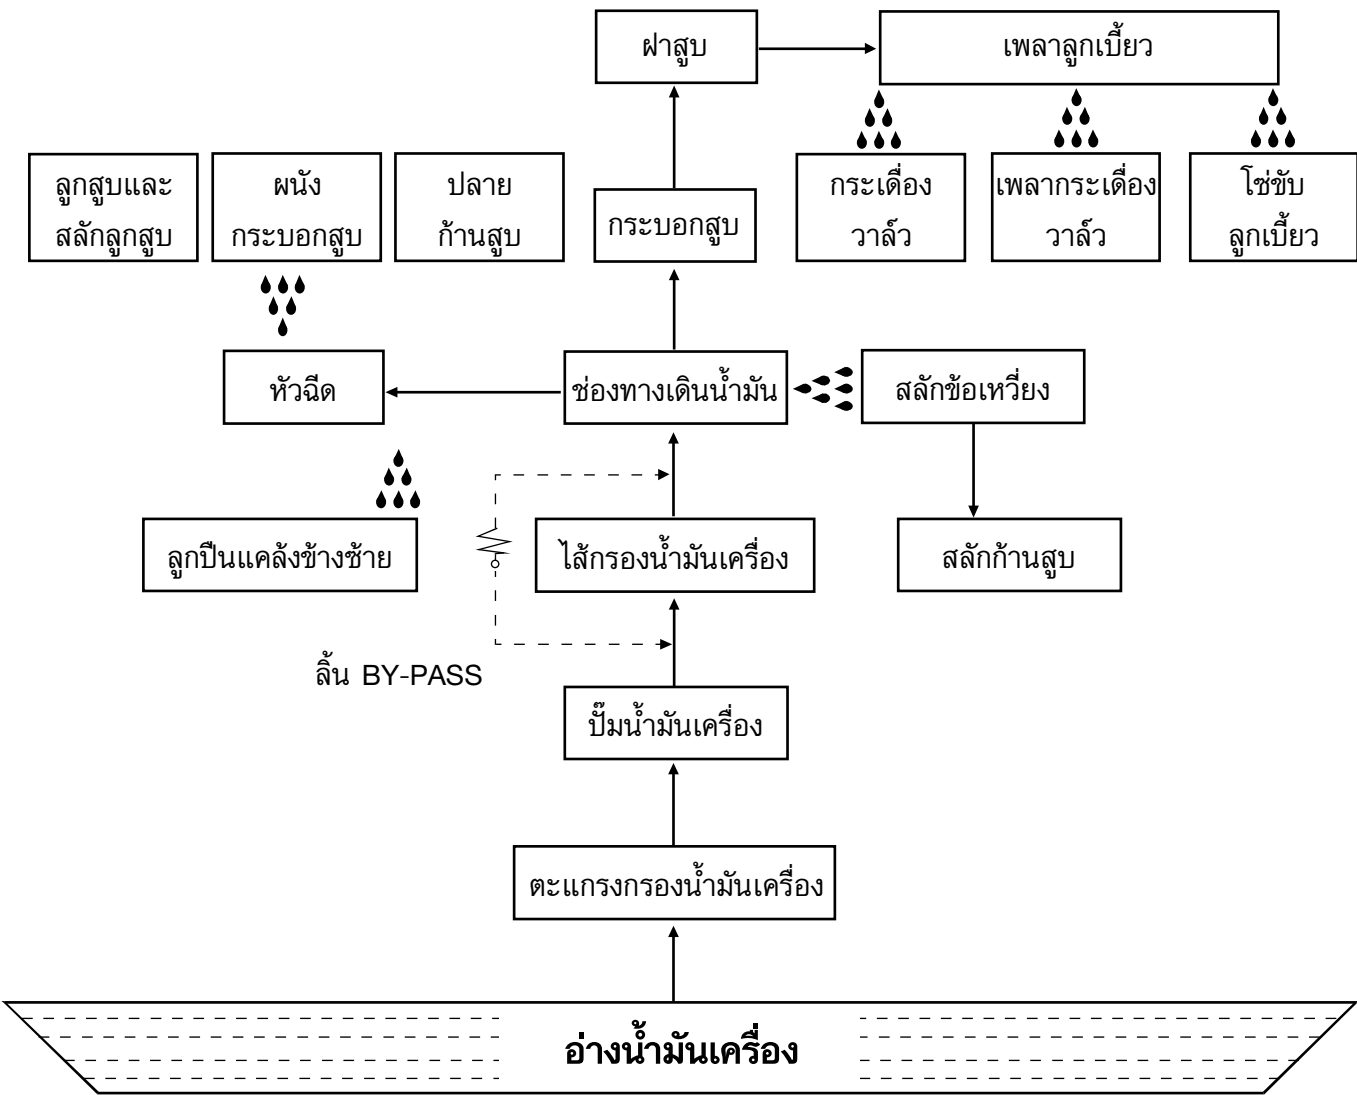 ฝาสูบ
เพลาลูกเบี้ยว
ลูกสูบและ
สลักลูกสูบ
ผนัง
กระบอกสูบ
ปลาย
ก้านสูบ
กระบอกสูบ
กระเดื่อง
วาล์ว
เพลากระเดื่อง
วาล์ว
โซ่ขับ
ลูกเบี้ยว
หัวฉีด
ช่องทางเดินน้ำมัน
สลักข้อเหวี่ยง
ลูกปืนแคล้งข้างซ้าย
ไส้กรองน้ำมันเครื่อง
สลักก้านสูบ
ลิ้น BY-PASS
ปั๊มน้ำมันเครื่อง
ตะแกรงกรองน้ำมันเครื่อง
อ่างน้ำมันเครื่อง